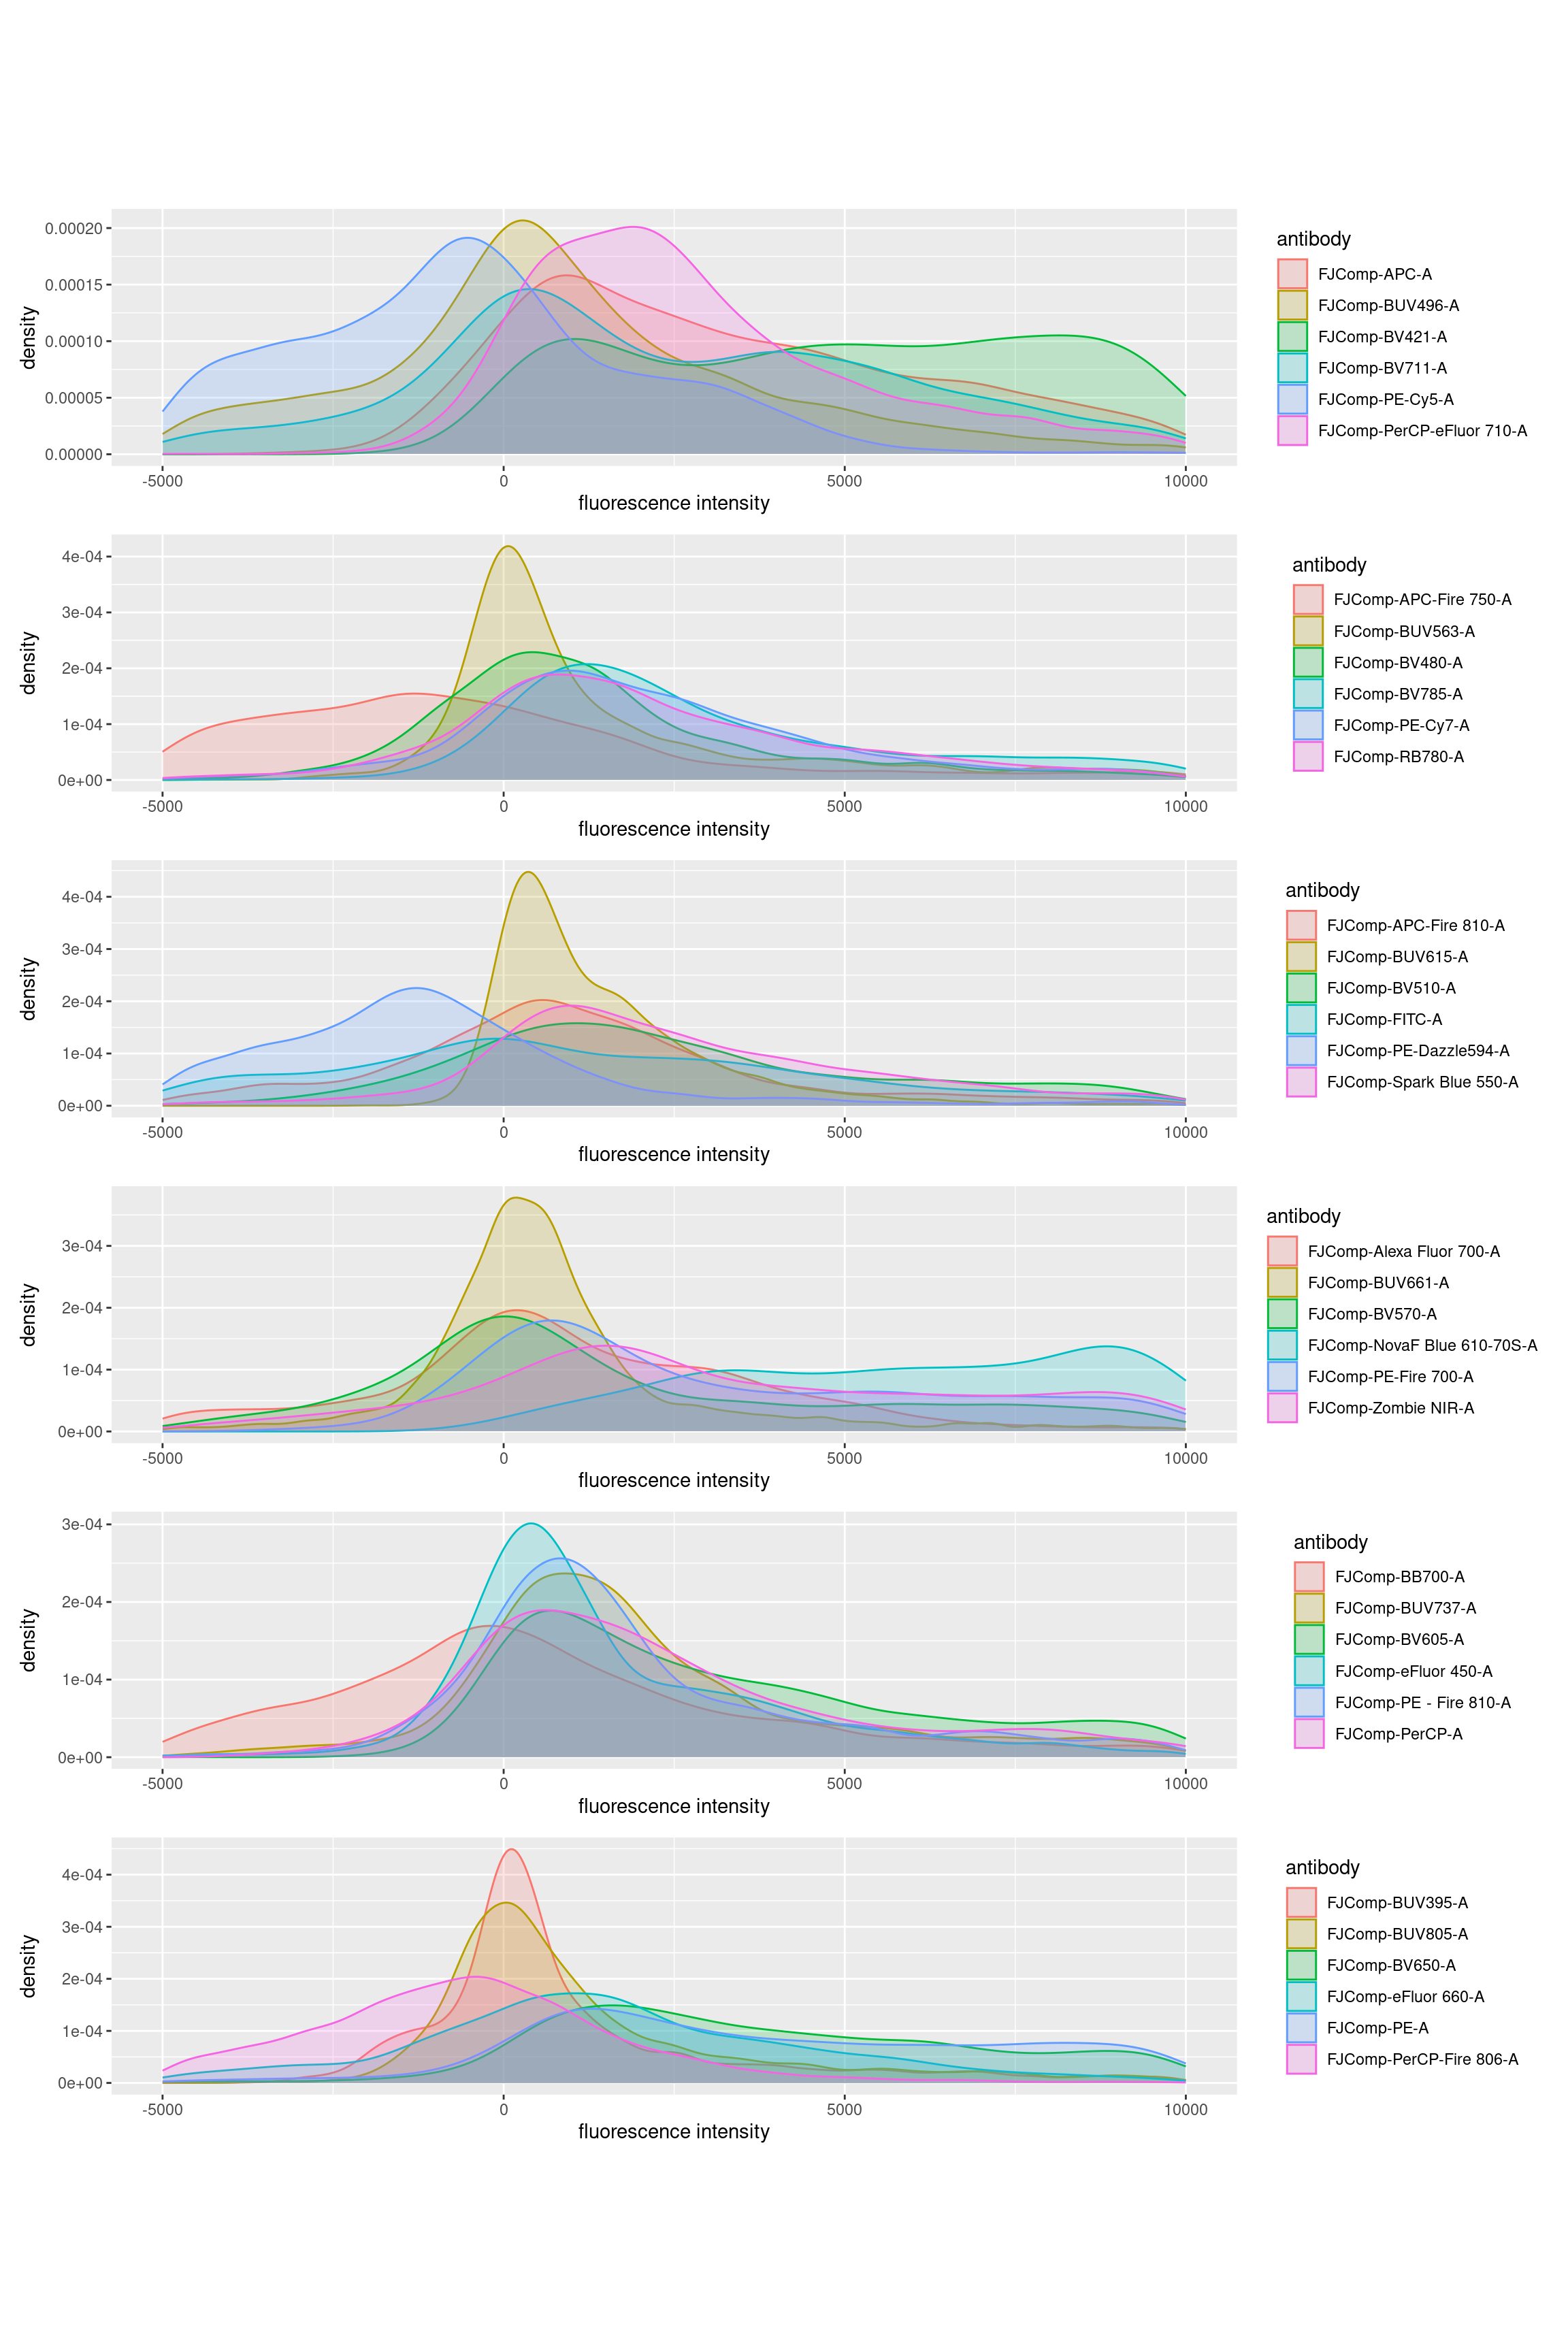 antibody
0.00020
0.00015
0.00010
0.00005
0.00000
density
FJComp-APC-A
FJComp-BUV496-A
FJComp-BV421-A
FJComp-BV711-A
FJComp-PE-Cy5-A
FJComp-PerCP-eFluor 710-A
-5000 0 5000 10000
fluorescence intensity
antibody
4e-04
3e-04
2e-04
1e-04
0e+00
density
FJComp-APC-Fire 750-A
FJComp-BUV563-A
FJComp-BV480-A
FJComp-BV785-A
FJComp-PE-Cy7-A
FJComp-RB780-A
-5000 0 5000 10000
fluorescence intensity
antibody
4e-04
3e-04
2e-04
1e-04
0e+00
density
FJComp-APC-Fire 810-A
FJComp-BUV615-A
FJComp-BV510-A
FJComp-FITC-A
FJComp-PE-Dazzle594-A
FJComp-Spark Blue 550-A
-5000 0 5000 10000
fluorescence intensity
antibody
3e-04
2e-04
1e-04
0e+00
density
FJComp-Alexa Fluor 700-A
FJComp-BUV661-A
FJComp-BV570-A
FJComp-NovaF Blue 610-70S-A
FJComp-PE-Fire 700-A
FJComp-Zombie NIR-A
-5000 0 5000 10000
fluorescence intensity
antibody
3e-04
2e-04
1e-04
0e+00
density
FJComp-BB700-A
FJComp-BUV737-A
FJComp-BV605-A
FJComp-eFluor 450-A
FJComp-PE - Fire 810-A
FJComp-PerCP-A
-5000 0 5000 10000
fluorescence intensity
antibody
4e-04
3e-04
2e-04
1e-04
0e+00
density
FJComp-BUV395-A
FJComp-BUV805-A
FJComp-BV650-A
FJComp-eFluor 660-A
FJComp-PE-A
FJComp-PerCP-Fire 806-A
-5000 0 5000 10000
fluorescence intensity